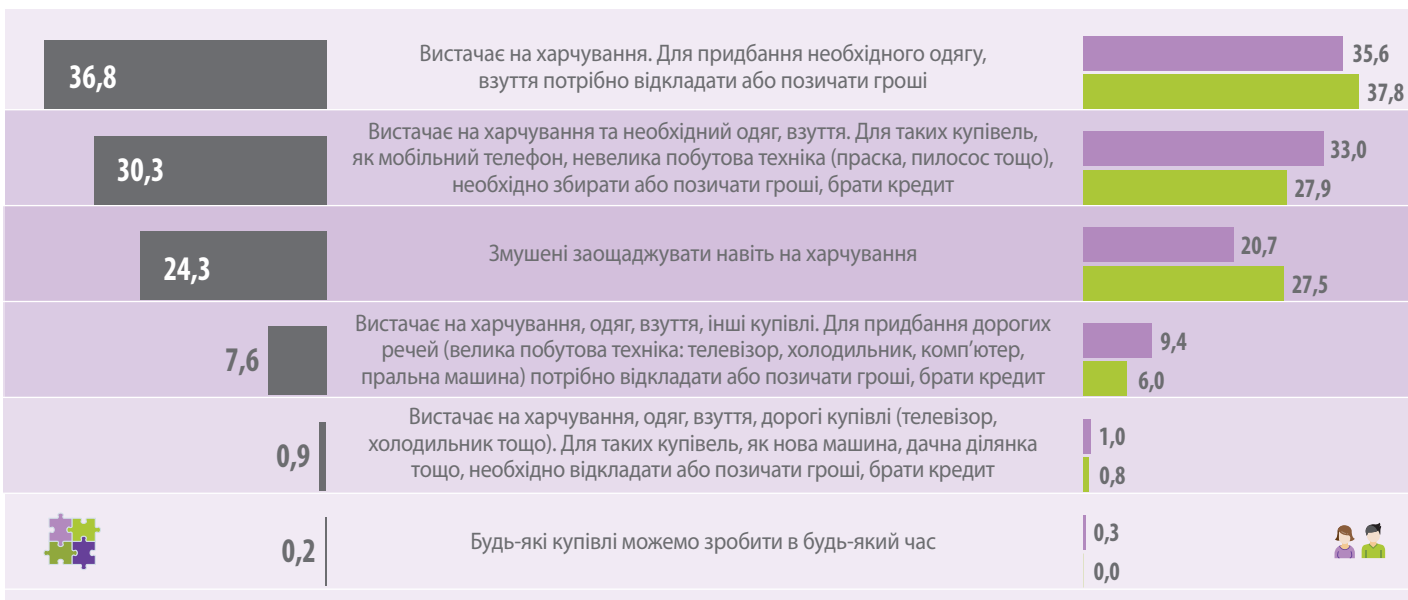 36,8
Вистачає на харчування. Для придбання необхідного одягу,
взуття потрібно відкладати або позичати гроші
35,6
37,8
30,3
Вистачає на харчування та необхідний одяг, взуття. Для таких купівель,
як мобільний телефон, невелика побутова техніка (праска, пилосос тощо),
необхідно збирати або позичати гроші, брати кредит
33,0
27,9
24,3
Змушені заощаджувати навіть на харчування
20,7
27,5
7,6
Вистачає на харчування, одяг, взуття, інші купівлі. Для придбання дорогих
речей (велика побутова техніка: телевізор, холодильник, комп’ютер,
пральна машина) потрібно відкладати або позичати гроші, брати кредит
9,4
6,0
0,9
Вистачає на харчування, одяг, взуття, дорогі купівлі (телевізор,
холодильник тощо). Для таких купівель, як нова машина, дачна ділянка
тощо, необхідно відкладати або позичати гроші, брати кредит
1,0
0,8
0,2
Будь-які купівлі можемо зробити в будь-який час
0,3
0,0